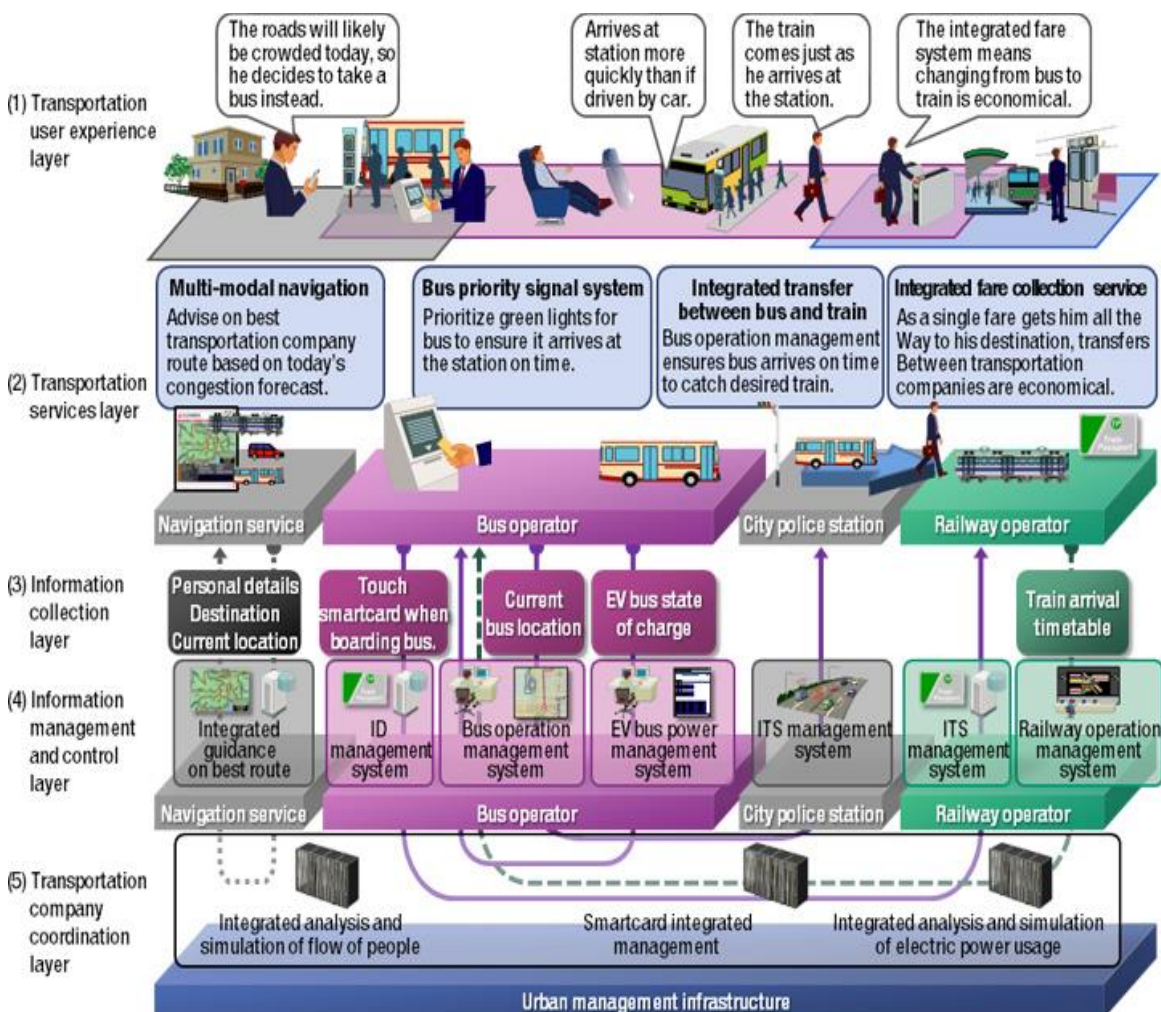 The roads will likely
be crowded today, so
he decides to take a
bus instead.
Arrives at
station more
quickly than if
driven by car.
The train
comes just as
he arrives at
the station.
The integrated fare
system means
changing from bus to
train is economical.
(1) Transportation
user experience
layer
Multi-modal navigation
Advise on best
transportation company
route based on today's
congestion forecast.
Bus priority signal system
Prioritize green lights for
bus to ensure it arrives at
the station on time.
Integrated transfer
between bus and train
Bus operation management
ensures bus arrives on time
to catch desired train.
Integrated fare collection service
As a single fare gets him all the
Way to his destination, transfers
Between transportation
companies are economical.
(2) Transportation
services layer
Train
Passport
Navigation service
Bus operator
City police station
Railway operator
(3) Information
collection
layer
Personal details
Destination
Current location
Touch
smartcard when
boarding bus.
Current
bus location
EV bus state
of charge
Train arrival
timetable
(4) Information
management
and control
layer
Integrated
guidance
on best route
Train
Passport
ID
management
system
Bus operation
management
system
EV bus power
management
system
ITS management
system
Train
Passport
ITS
management
system
Railway operation
management
system
Navigation service
Bus operator
City police station
Railway operator
(5) Transportation
company
coordination
layer
Integrated analysis and
simulation of flow of people
Smartcard integrated
management
Integrated analysis and simulation
of electric power usage
Urban management infrastructure